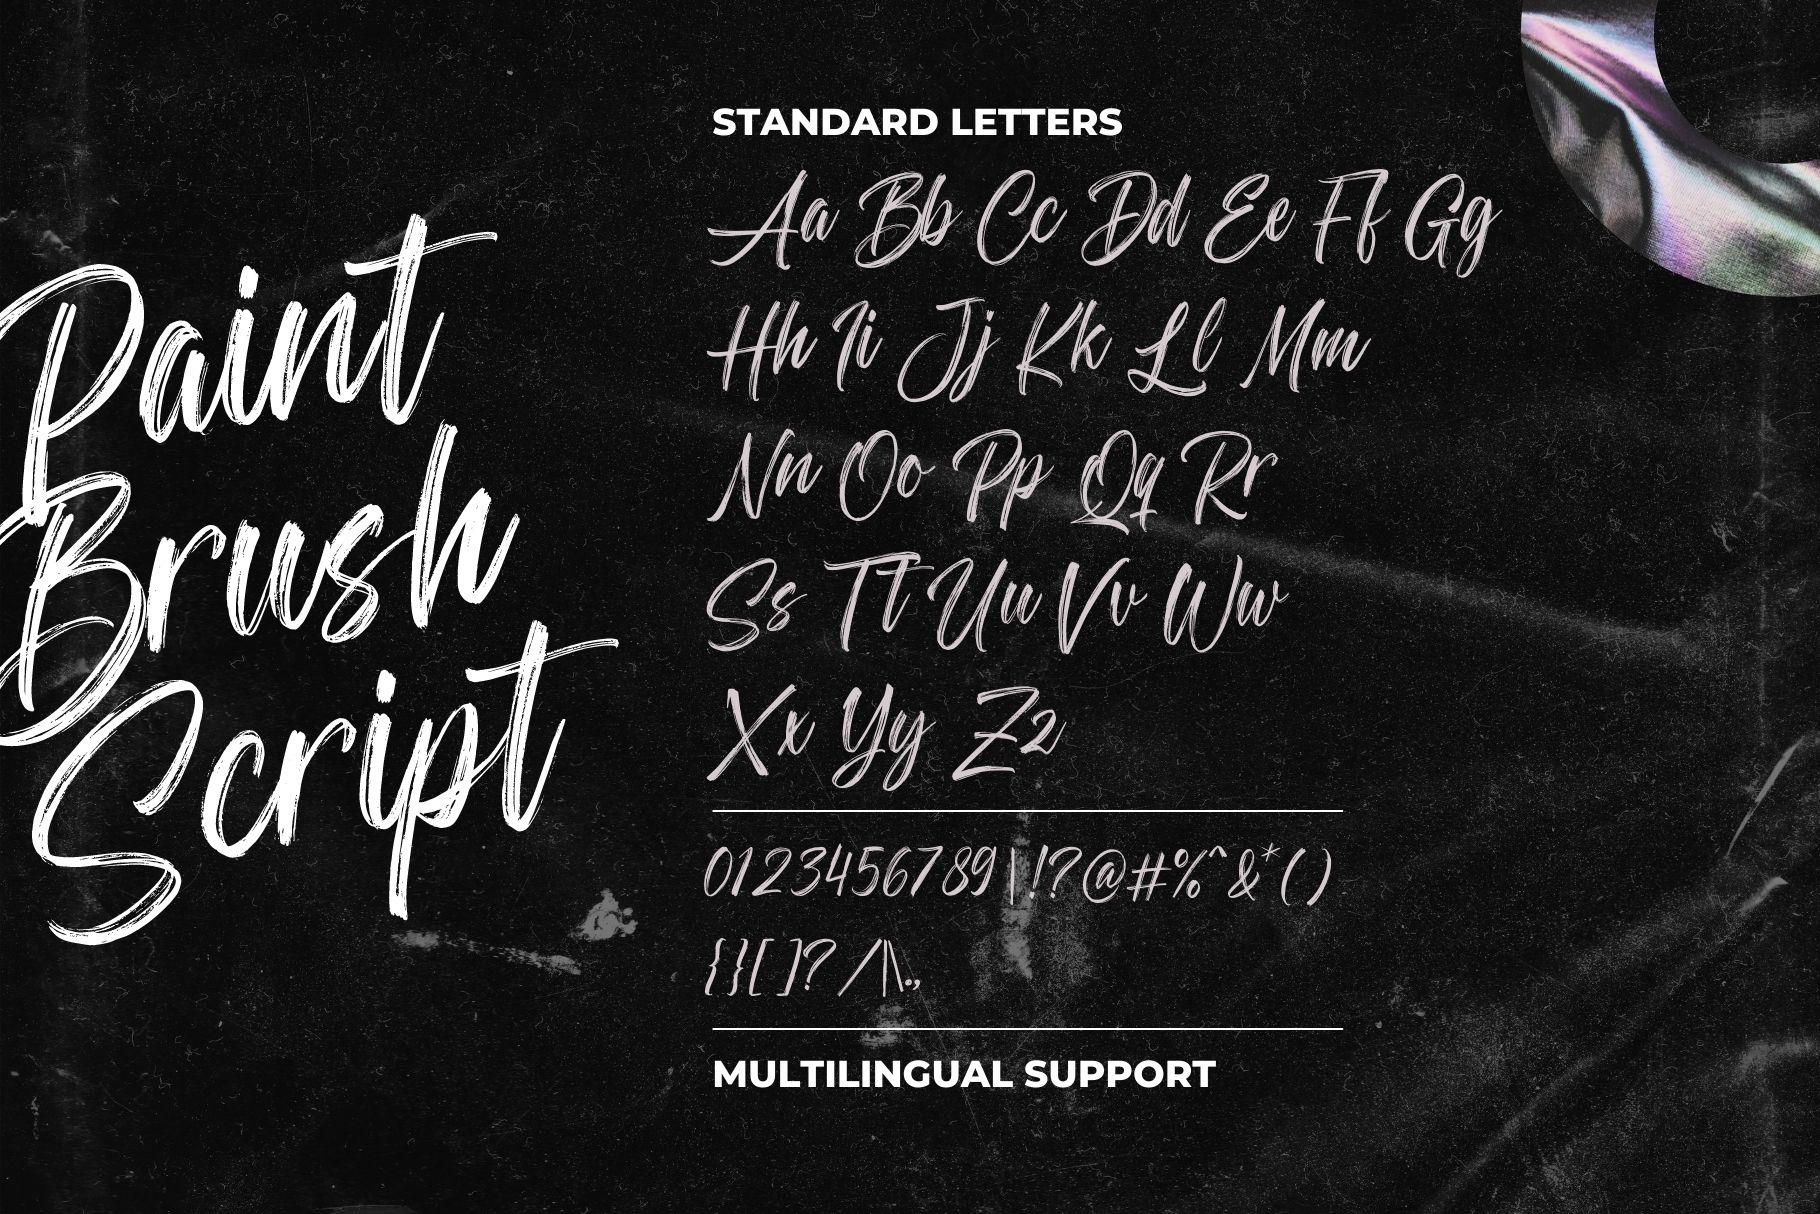 Paint
Brush
Script
STANDARD LETTERS
Aa Bb Cc Dd Ee Ff Gg
Hh Ii Jj Kk Ll Mm
Nn Oo Pp Qq Rr
Ss Tt Uu Vv Ww
Xx Yy Zz
0123456789|!?@#%^&*()
{}[]?/|\.,
MULTILINGUAL SUPPORT